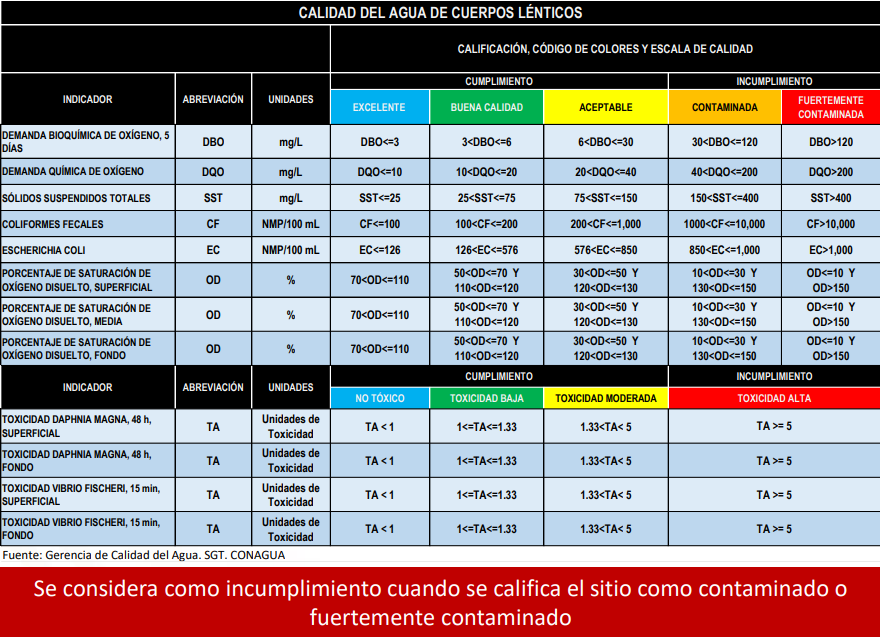 CALIDAD DEL AGUA DE CUERPOS LÉNTICOS
CALIFICACIÓN, CÓDIGO DE COLORES Y ESCALA DE CALIDAD
INDICADOR ABREVIACIÓN UNIDADES CUMPLIMIENTO INCUMPLIMIENTO
EXCELENTE BUENA CALIDAD ACEPTABLE CONTAMINADA FUERTEMENTE
CONTAMINADA
DEMANDA BIOQUÍMICA DE OXÍGENO, 5
DÍAS DBO mg/L DBO<=3 3<DBO<=6 6<DBO<=30 30<DBO<=120 DBO>120
DEMANDA QUÍMICA DE OXÍGENO DQO mg/L DQO<=10 10<DQO<=20 20<DQO<=40 40<DQO<=200 DQO>200
SÓLIDOS SUSPENDIDOS TOTALES SST mg/L SST<=25 25<SST<=75 75<SST<=150 150<SST<=400 SST>400
COLIFORMES FECALES CF NMP/100 mL CF<=100 100<CF<=200 200<CF<=1,000 1000<CF<=10,000 CF>10,000
ESCHERICHIA COLI EC NMP/100 mL EC<=126 126<EC<=576 576<EC<=850 850<EC<=1,000 EC>1,000
PORCENTAJE DE SATURACIÓN DE 50<OD<=70 Y 30<OD<=50 Y 10<OD<=30 Y OD<=10 Y
OXÍGENO DISUELTO, SUPERFICIAL OD % 70<OD<=110 110<OD<=120 120<OD<=130 130<OD<=150 OD>150
PORCENTAJE DE SATURACIÓN DE 50<OD<=70 Y 30<OD<=50 Y 10<OD<=30 Y OD<=10 Y
OXÍGENO DISUELTO, MEDIA OD % 70<OD<=110 110<OD<=120 120<OD<=130 130<OD<=150 OD>150
PORCENTAJE DE SATURACIÓN DE 50<OD<=70 Y 30<OD<=50 Y 10<OD<=30 Y OD<=10 Y
OXÍGENO DISUELTO, FONDO OD % 70<OD<=110 110<OD<=120 120<OD<=130 130<OD<=150 OD>150
INDICADOR ABREVIACIÓN UNIDADES CUMPLIMIENTO INCUMPLIMIENTO
NO TÓXICO TOXICIDAD BAJA TOXICIDAD MODERADA TOXICIDAD ALTA
TOXICIDAD DAPHNIA MAGNA, 48 h, Unidades de
SUPERFICIAL TA Toxicidad TA < 1 1<=TA<=1.33 1.33<TA< 5 TA >= 5
TOXICIDAD DAPHNIA MAGNA, 48 h, Unidades de
FONDO TA Toxicidad TA < 1 1<=TA<=1.33 1.33<TA< 5 TA >= 5
TOXICIDAD VIBRIO FISCHERI, 15 min, Unidades de
SUPERFICIAL TA Toxicidad TA < 1 1<=TA<=1.33 1.33<TA< 5 TA >= 5
TOXICIDAD VIBRIO FISCHERI, 15 min, Unidades de
FONDO TA Toxicidad TA < 1 1<=TA<=1.33 1.33<TA< 5 TA >= 5
Fuente: Gerencia de Calidad del Agua. SGT. CONAGUA
Se considera como incumplimiento cuando se califica el sitio como contaminado o
fuertemente contaminado